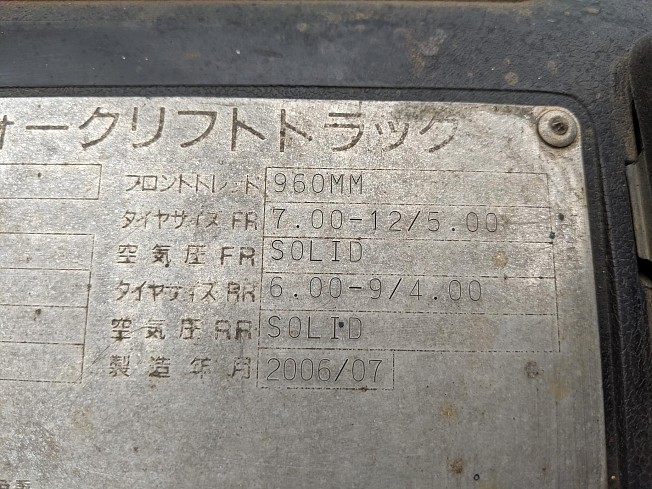 ォークリフトトラック
フロントトレッド 960MM
タイヤサイズ FR 7.00-12/5.00
空気圧 FR SOLID
タイヤサイズ RR 6.00-9/4.00
空気圧 RR SOLID
製造年月 2006/07